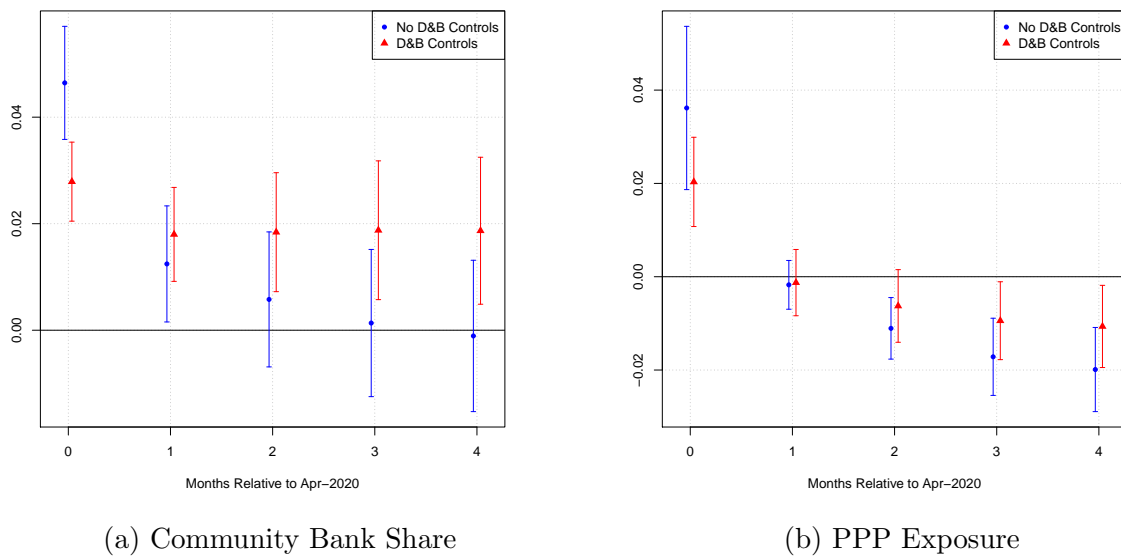 No D&B Controls
D&B Controls
0.04
0.02
0.00
0 1 2 3 4
Months Relative to Apr−2020
(a) Community Bank Share
No D&B Controls
D&B Controls
0.04
0.02
0.00
−0.02
0 1 2 3 4
Months Relative to Apr−2020
(b) PPP Exposure